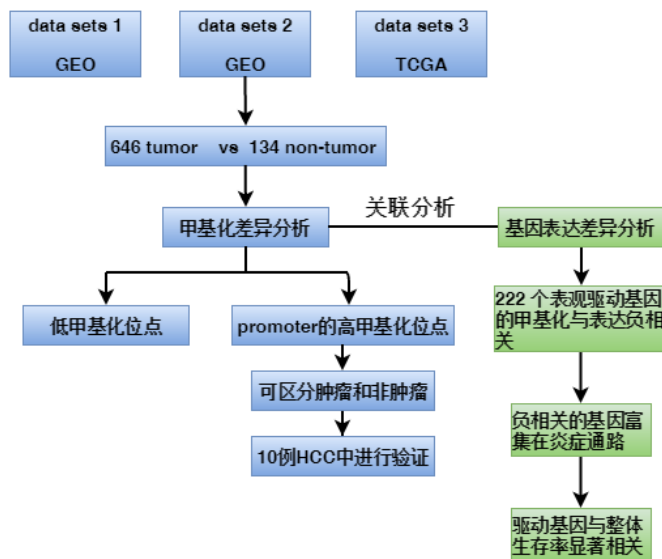 data sets 1
GEO
data sets 2
GEO
data sets 3
TCGA
646 tumor vs 134 non-tumor
甲基化差异分析
关联分析
基因表达差异分析
低甲基化位点
promoter的高甲基化位点
222 个表观驱动基因
的甲基化与表达负相
关
可区分肿瘤和非肿瘤
10例HCC中进行验证
负相关的基因富
集在炎症通路
驱动基因与整体
生存率显著相关